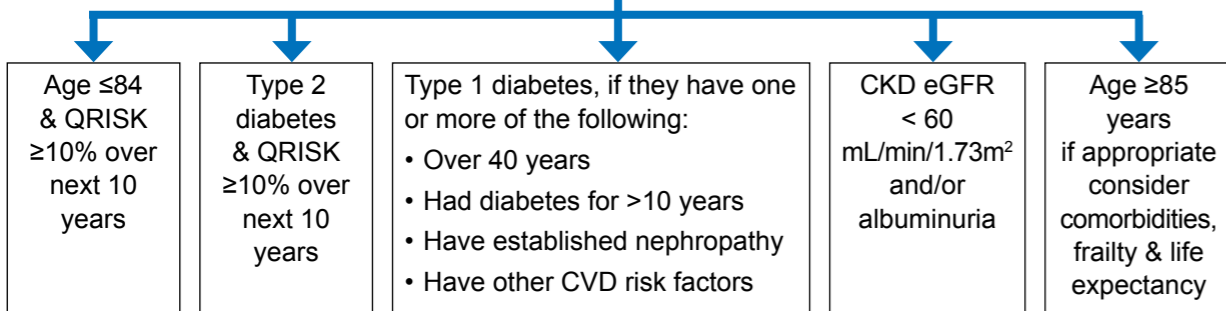 Age ≤84
& QRISK
≥10% over
next 10
years
Type 2
diabetes
& QRISK
≥10% over
next 10
years
Type 1 diabetes, if they have one
or more of the following:
• Over 40 years
• Had diabetes for >10 years
• Have established nephropathy
• Have other CVD risk factors
CKD eGFR
< 60
mL/min/1.73m²
and/or
albuminuria
Age ≥85
years
if appropriate
consider
comorbidities,
frailty & life
expectancy